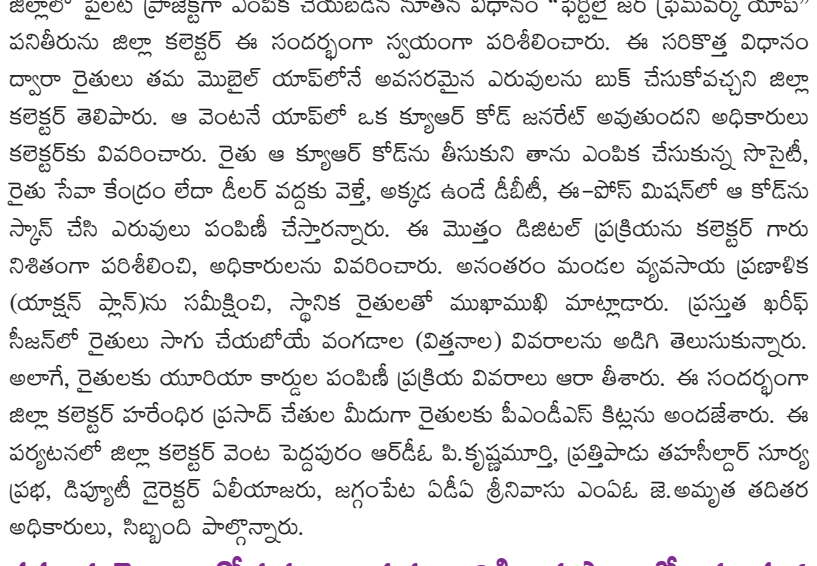 జిల్లాలో పైలట్ ప్రాజెక్ట్‌గా ఎంపిక చేయబడిన నూతన విధానం “ఫెర్టిలై జర్ ఫ్రేమ్‌వర్క్ యాప్”
పనితీరును జిల్లా కలెక్టర్ ఈ సందర్భంగా స్వయంగా పరిశీలించారు. ఈ సరికొత్త విధానం
ద్వారా రైతులు తమ మొబైల్ యాప్‌లోనే అవసరమైన ఎరువులను బుక్ చేసుకోవచ్చని జిల్లా
కలెక్టర్ తెలిపారు. ఆ వెంటనే యాప్‌లో ఒక క్యూఆర్ కోడ్ జనరేట్ అవుతుందని అధికారులు
కలెక్టర్‌కు వివరించారు. రైతు ఆ క్యూఆర్ కోడ్‌ను తీసుకుని తాను ఎంపిక చేసుకున్న సొసైటీ,
రైతు సేవా కేంద్రం లేదా డీలర్ వద్దకు వెళ్తే, అక్కడ ఉండే డీబీటీ, ఈ-పోస్ మిషన్‌లో ఆ కోడ్‌ను
స్కాన్ చేసి ఎరువులు పంపిణీ చేస్తారన్నారు. ఈ మొత్తం డిజిటల్ ప్రక్రియను కలెక్టర్ గారు
నిశితంగా పరిశీలించి, అధికారులను వివరించారు. అనంతరం మండల వ్యవసాయ ప్రణాళిక
(యాక్షన్ ప్లాన్)ను సమీక్షించి, స్థానిక రైతులతో ముఖాముఖి మాట్లాడారు. ప్రస్తుత ఖరీఫ్
సీజన్‌లో రైతులు సాగు చేయబోయే వంగడాల (విత్తనాల) వివరాలను అడిగి తెలుసుకున్నారు.
అలాగే, రైతులకు యూరియా కార్డుల పంపిణీ ప్రక్రియ వివరాలు ఆరా తీశారు. ఈ సందర్భంగా
జిల్లా కలెక్టర్ హరేంధిర ప్రసాద్ చేతుల మీదుగా రైతులకు పీఎండీఎస్ కిట్లను అందజేశారు. ఈ
పర్యటనలో జిల్లా కలెక్టర్ వెంట పెద్దపురం ఆర్‌డీఓ పి.కృష్ణమూర్తి, ప్రత్తిపాడు తహసీల్దార్ సూర్య
ప్రభ, డిప్యూటీ డైరెక్టర్ ఏలీయాజరు, జగ్గంపేట ఏడీఏ శ్రీనివాసు ఎంఏఓ జె.అమృత తదితర
అధికారులు, సిబ్బంది పాల్గొన్నారు.